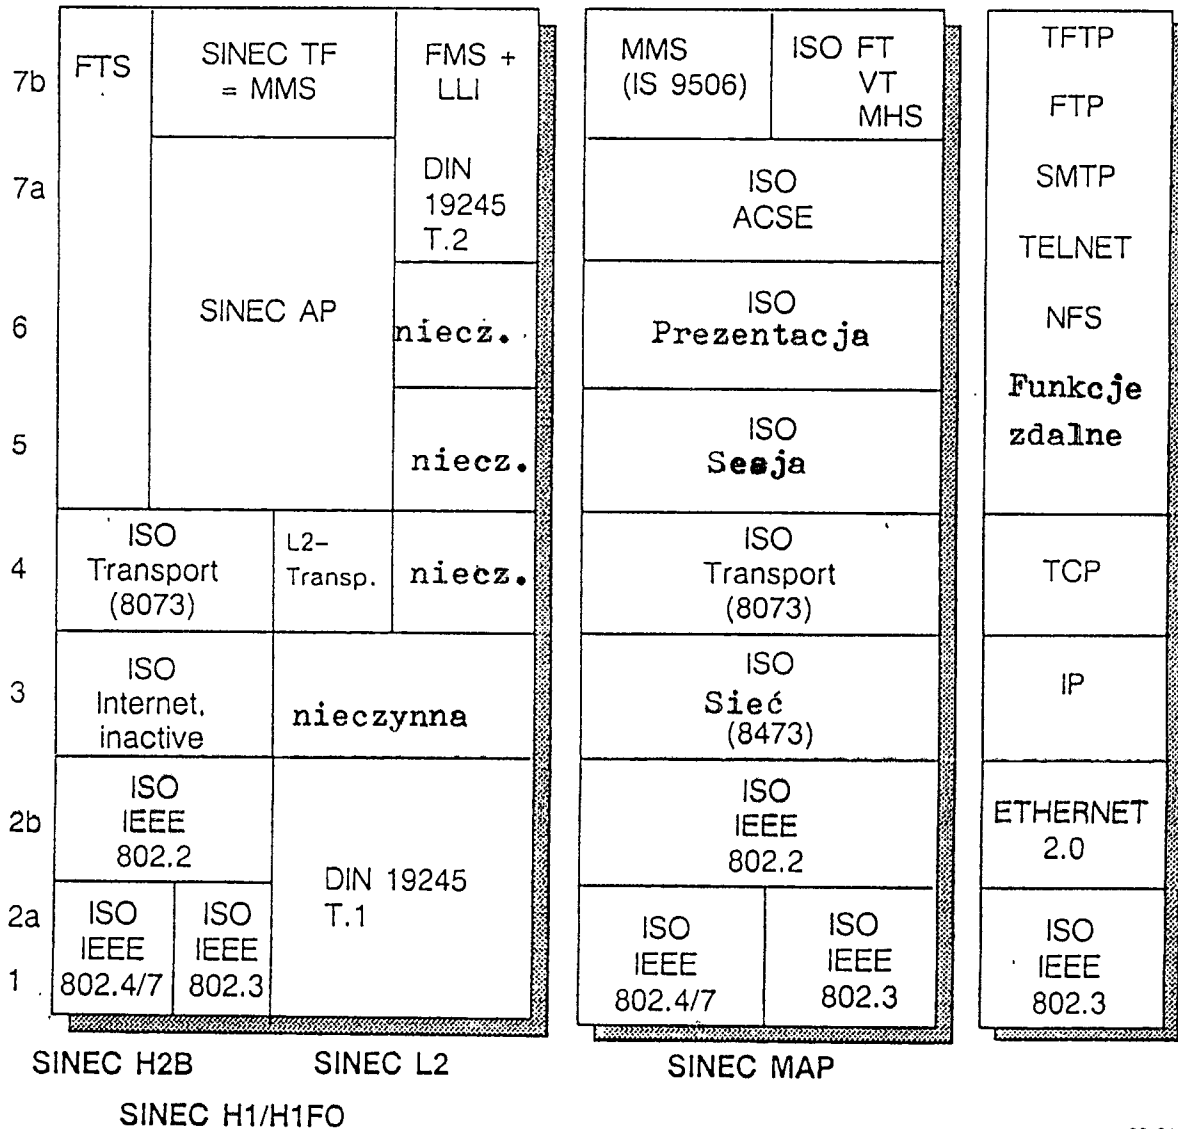 7b
7a
6
5
4
3
2b
2a
1
FTS
SINEC TF
= MMS
FMS +
LLI
DIN
19245
T.2
SINEC AP
niecz.
niecz.
ISO
Transport
(8073)
L2-
Transp.
niecz.
ISO
Internet,
inactive
nieczynna
ISO
IEEE
802.2
DIN 19245
T.1
ISO
IEEE
802.4/7
ISO
IEEE
802.3
SINEC H2B
SINEC L2
SINEC H1/H1FO
MMS
(IS 9506)
ISO FT
VT
MHS
ISO
ACSE
ISO
Prezentacja
ISO
Sesja
ISO
Transport
(8073)
ISO
Sieć
(8473)
ISO
IEEE
802.2
ISO
IEEE
802.4/7
ISO
IEEE
802.3
SINEC MAP
TFTP
FTP
SMTP
TELNET
NFS
Funkcje
zdalne
TCP
IP
ETHERNET
2.0
ISO
IEEE
802.3